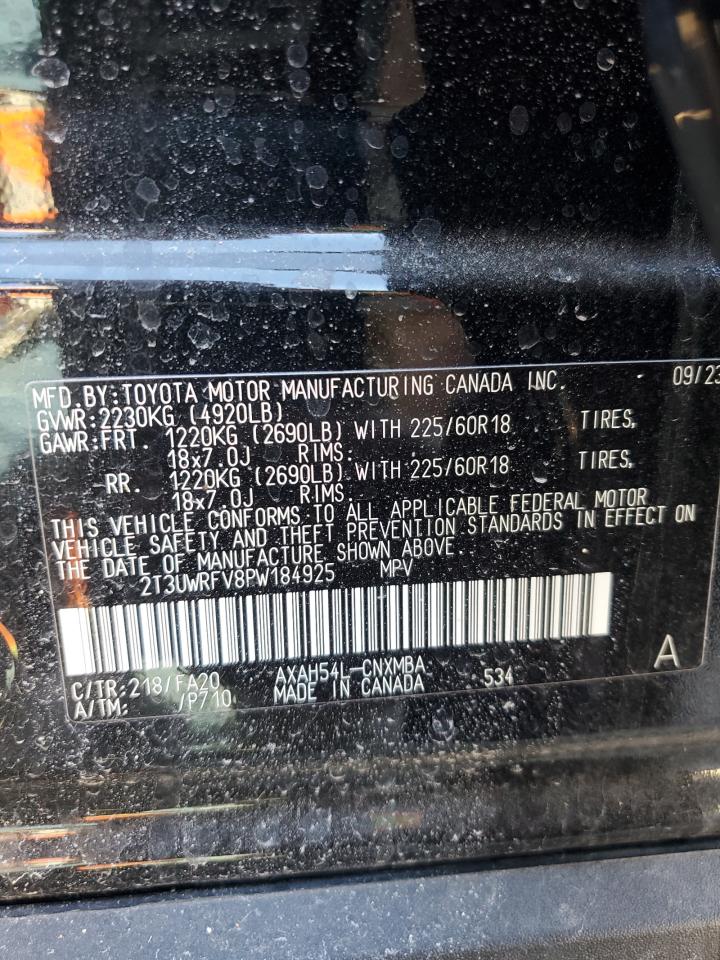 MFD.BY:TOYOTA MOTOR MANUFACTURING CANADA INC. 09/23
GVWR:2230KG (4920LB)
GAWR:FRT. 1220KG (2690LB) WITH 225/60R18 TIRES,
18x7.0J RIMS.
RR. 1220KG (2690LB) WITH 225/60R18 TIRES,
18x7.0J RIMS.
THIS VEHICLE CONFORMS TO ALL APPLICABLE FEDERAL MOTOR
VEHICLE SAFETY AND THEFT PREVENTION STANDARDS IN EFFECT ON
THE DATE OF MANUFACTURE SHOWN ABOVE
2T3UWRFV8PW184925 MPV
C/TR:218/FA20 AXAH54L-CNXMBA 534 A
A/TM: /P710 MADE IN CANADA